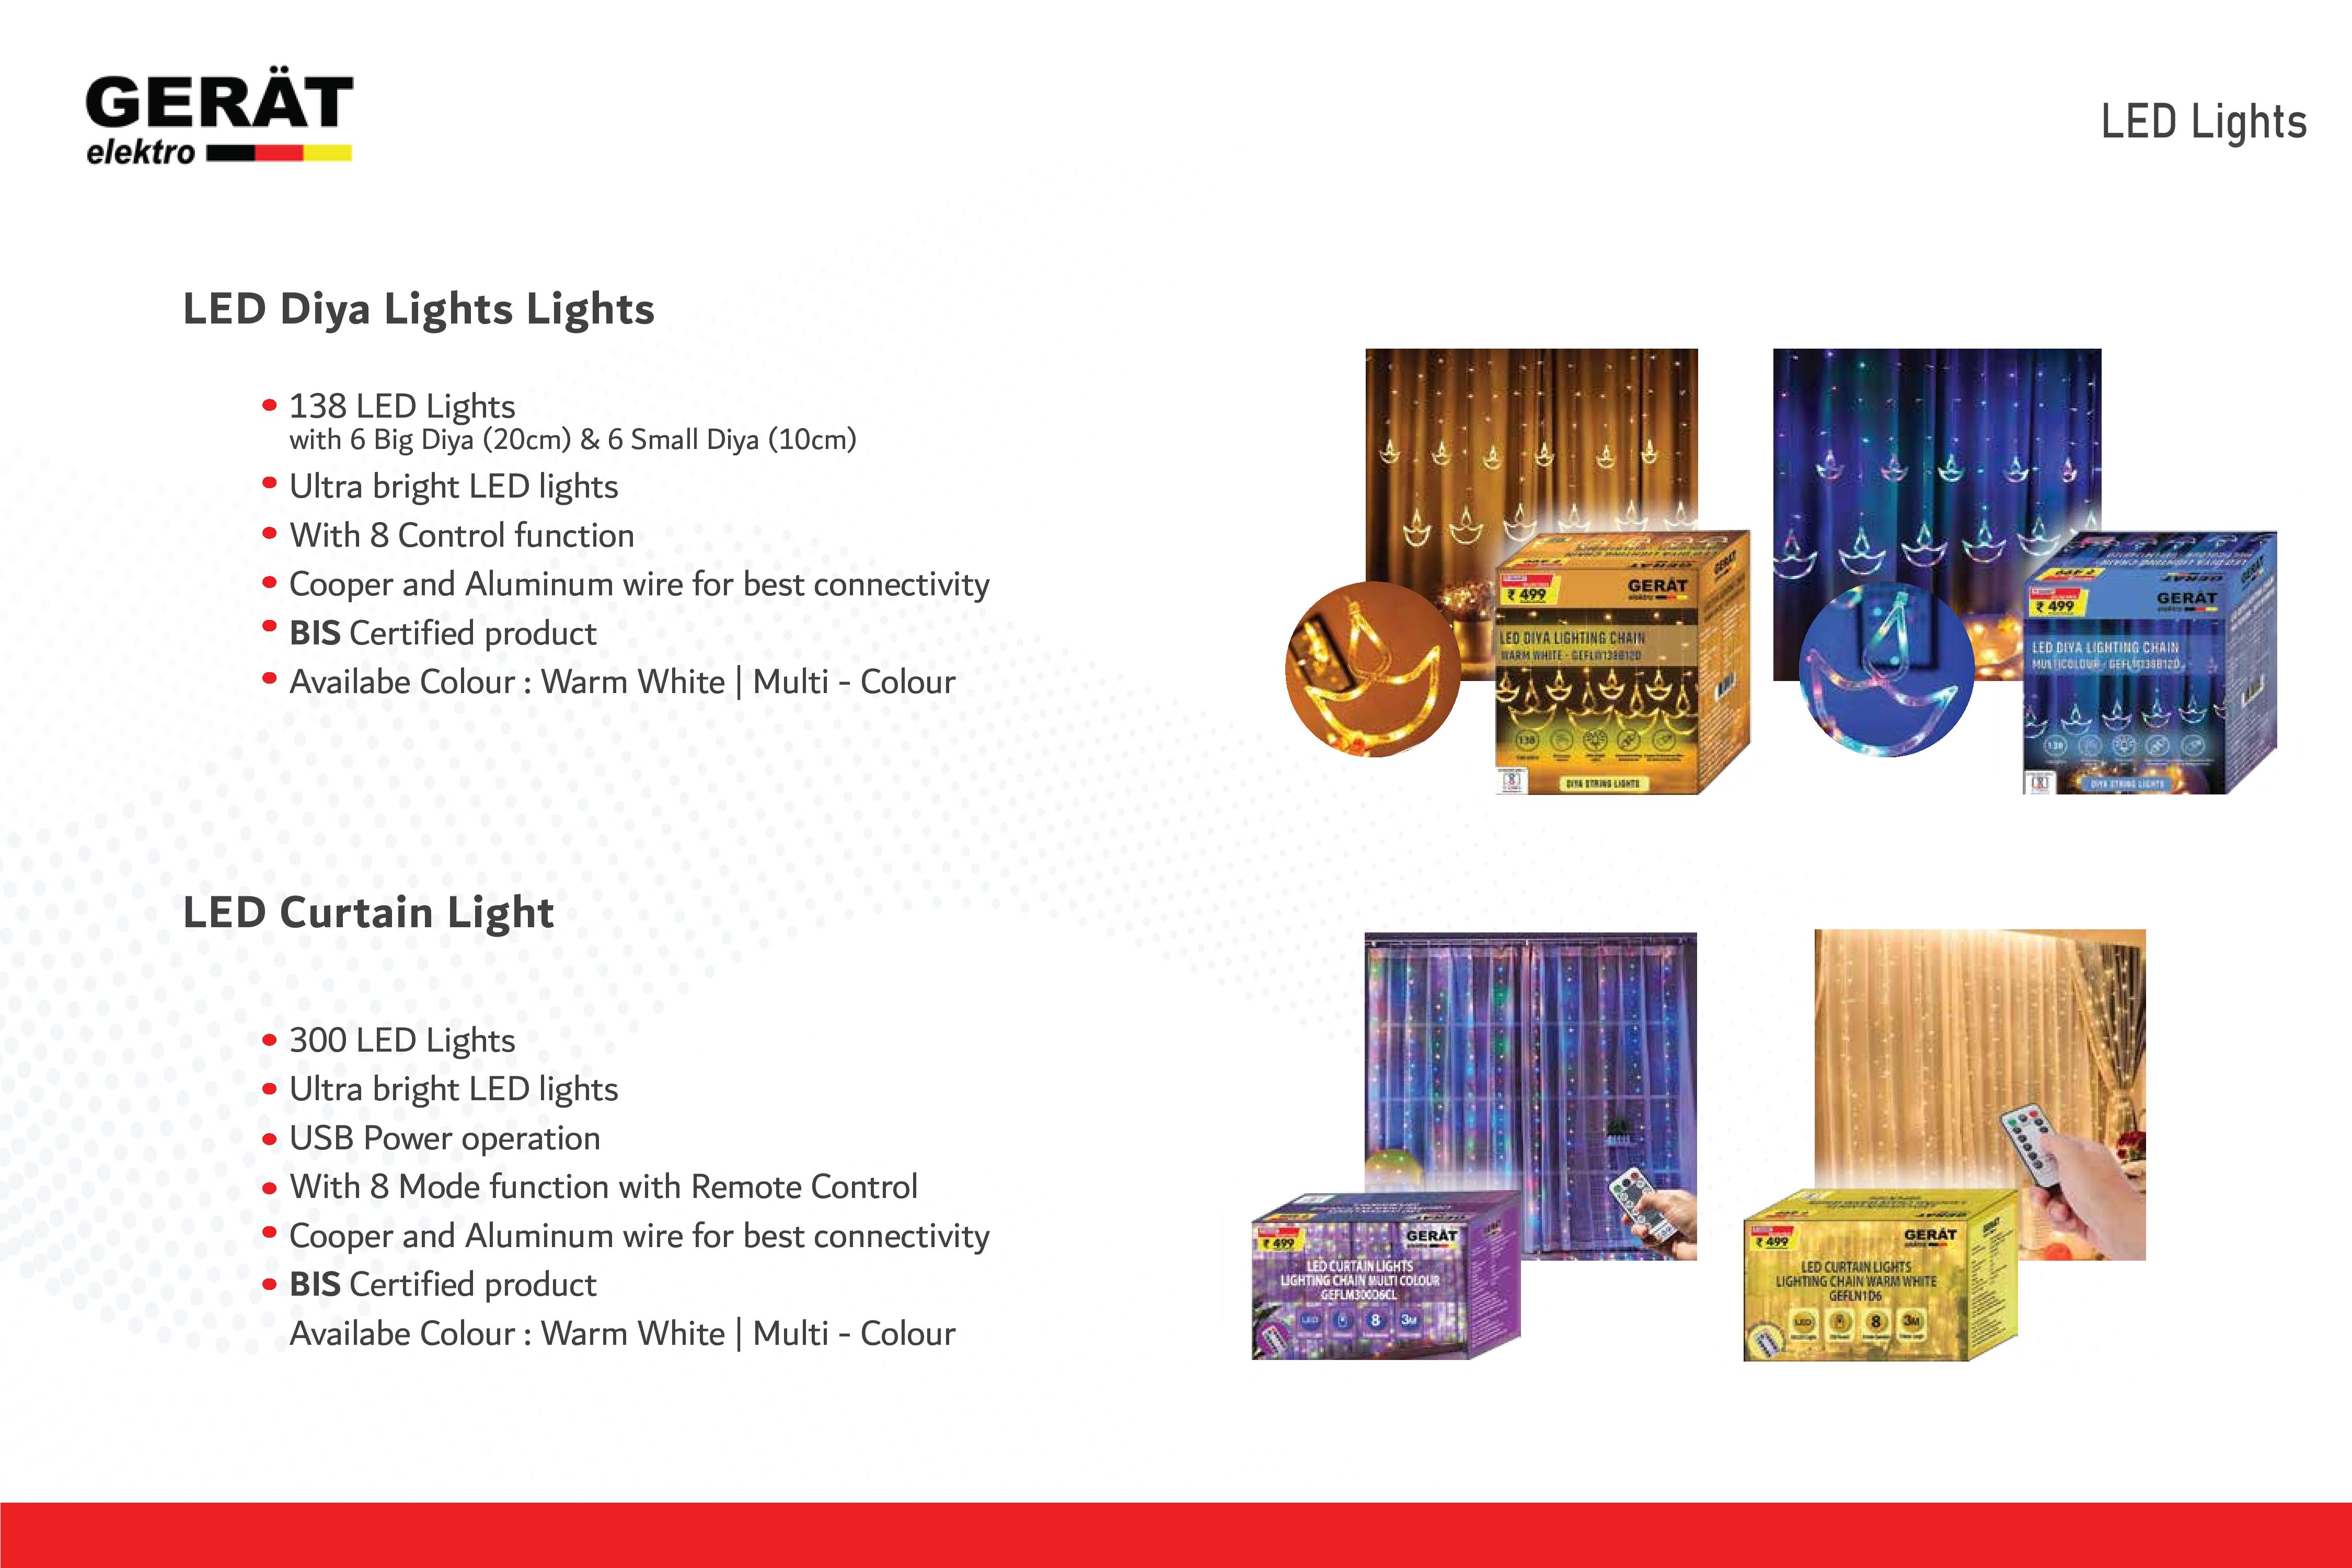 GERÄT
elektro
LED Lights
LED Diya Lights Lights
138 LED Lights
with 6 Big Diya (20cm) & 6 Small Diya (10cm)
Ultra bright LED lights
With 8 Control function
Cooper and Aluminum wire for best connectivity
BIS Certified product
Availabe Colour : Warm White | Multi - Colour
₹ 499
GERÄT
elektro
LED DIYA LIGHTING CHAIN
WARM WHITE - GEFLW138B12D
138
DIYA STRING LIGHTS
₹ 499
GERÄT
elektro
LED DIYA LIGHTING CHAIN
MULTICOLOUR - GEFLM138B12D
138
DIYA STRING LIGHTS
LED Curtain Light
300 LED Lights
Ultra bright LED lights
USB Power operation
With 8 Mode function with Remote Control
Cooper and Aluminum wire for best connectivity
BIS Certified product
Availabe Colour : Warm White | Multi - Colour
₹ 499
GERÄT
elektro
LED CURTAIN LIGHTS
LIGHTING CHAIN MULTI COLOUR
GEFLM300D6CL
LED
8
3M
₹ 499
GERÄT
elektro
LED CURTAIN LIGHTS
LIGHTING CHAIN WARM WHITE
GEFLN1D6
LED
8
3M